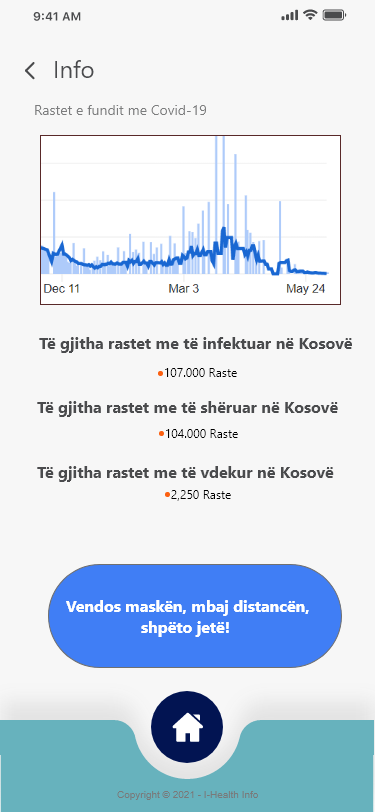 9:41 AM
Info
Rastet e fundit me Covid-19
Dec 11
Mar 3
May 24
Të gjitha rastet me të infektuar në Kosovë
107.000 Raste
Të gjitha rastet me të shëruar në Kosovë
104.000 Raste
Të gjitha rastet me të vdekur në Kosovë
2,250 Raste
Vendos maskën, mbaj distancën,
shpëto jetë!
Copyright © 2021 - I-Health Info